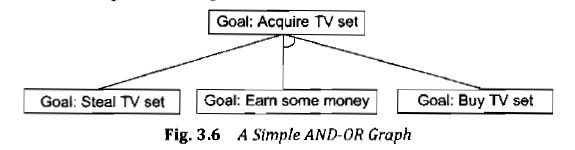 Goal: Acquire TV set
Goal: Steal TV set Goal: Earn some money Goal: Buy TV set
Fig. 3.6 A Simple AND-OR Graph